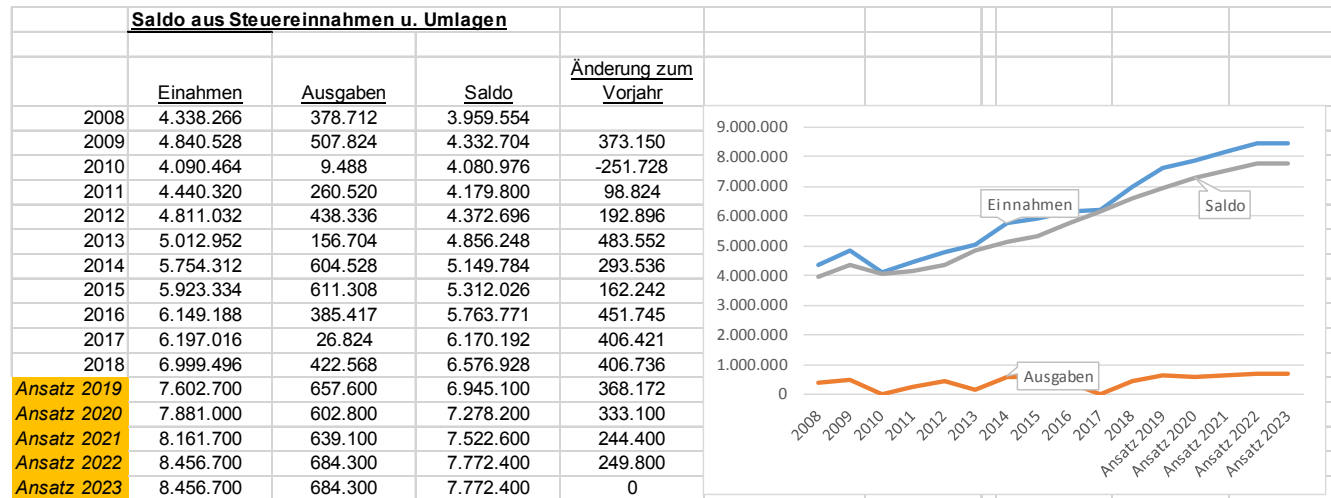 Saldo aus Steuereinnahmen u. Umlagen
Änderung zum
Einahmen Ausgaben Saldo Vorjahr
2008 4.338.266 378.712 3.959.554
2009 4.840.528 507.824 4.332.704 373.150
2010 4.090.464 9.488 4.080.976 -251.728
2011 4.440.320 260.520 4.179.800 98.824
2012 4.811.032 438.336 4.372.696 192.896
2013 5.012.952 156.704 4.856.248 483.552
2014 5.754.312 604.528 5.149.784 293.536
2015 5.923.334 611.308 5.312.026 162.242
2016 6.149.188 385.417 5.763.771 451.745
2017 6.197.016 26.824 6.170.192 406.421
2018 6.999.496 422.568 6.576.928 406.736
Ansatz 2019 7.602.700 657.600 6.945.100 368.172
Ansatz 2020 7.881.000 602.800 7.278.200 333.100
Ansatz 2021 8.161.700 639.100 7.522.600 244.400
Ansatz 2022 8.456.700 684.300 7.772.400 249.800
Ansatz 2023 8.456.700 684.300 7.772.400 0
9.000.000
8.000.000
7.000.000
6.000.000
5.000.000
4.000.000
3.000.000
2.000.000
1.000.000
0
Einnahmen
Saldo
Ausgaben
2008
2009
2010
2011
2012
2013
2014
2015
2016
2017
2018
Ansatz 2019
Ansatz 2020
Ansatz 2021
Ansatz 2022
Ansatz 2023